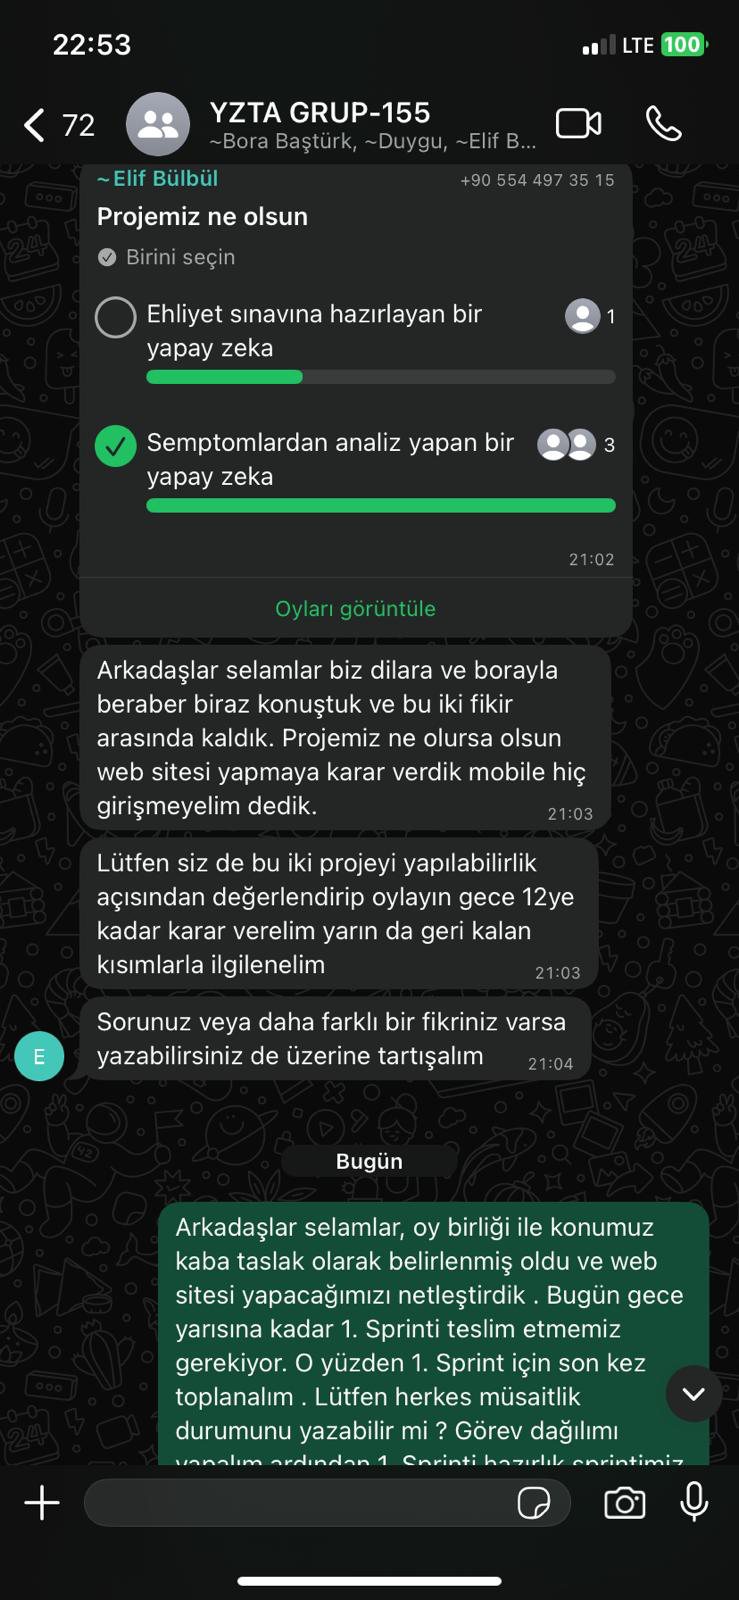 22:53
LTE 100
72
YZTA GRUP-155
~Bora Baştürk, ~Duygu, ~Elif B...
~Elif Bülbül +90 554 497 35 15
Projemiz ne olsun
Birini seçin
Ehliyet sınavına hazırlayan bir 1
yapay zeka
Semptomlardan analiz yapan bir 3
yapay zeka
21:02
Oyları görüntüle
Arkadaşlar selamlar biz dilara ve borayla
beraber biraz konuştuk ve bu iki fikir
arasında kaldık. Projemiz ne olursa olsun
web sitesi yapmaya karar verdik mobile hiç
girişmeyelim dedik. 21:03
Lütfen siz de bu iki projeyi yapılabilirlik
açısından değerlendirip oylayın gece 12ye
kadar karar verelim yarın da geri kalan
kısımlarla ilgilenelim 21:03
Sorunuz veya daha farklı bir fikriniz varsa
yazabilirsiniz de üzerine tartışalım 21:04
E
Bugün
Arkadaşlar selamlar, oy birliği ile konumuz
kaba taslak olarak belirlenmiş oldu ve web
sitesi yapacağımızı netleştirdik . Bugün gece
yarısına kadar 1. Sprinti teslim etmemiz
gerekiyor. O yüzden 1. Sprint için son kez
toplanalım . Lütfen herkes müsaitlik
durumunu yazabilir mi ? Görev dağılımı
yapalım ardından 1. Sprinti hazırlık sprintimiz